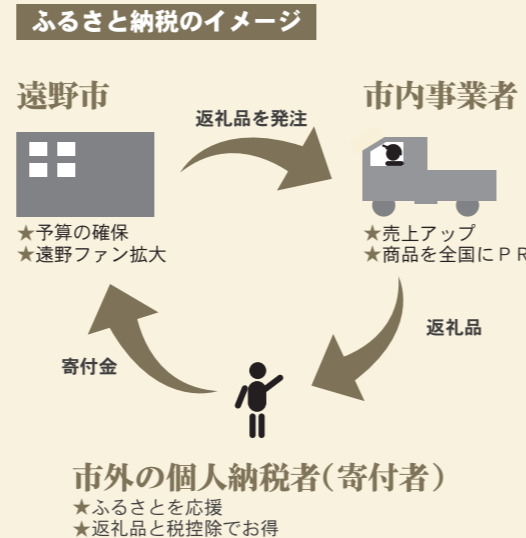 ふるさと納税のイメージ
遠野市
市内事業者
返礼品を発注
★予算の確保
★遠野ファン拡大
★売上アップ
★商品を全国にＰＲ
返礼品
寄付金
市外の個人納税者（寄付者）
★ふるさとを応援
★返礼品と税控除でお得